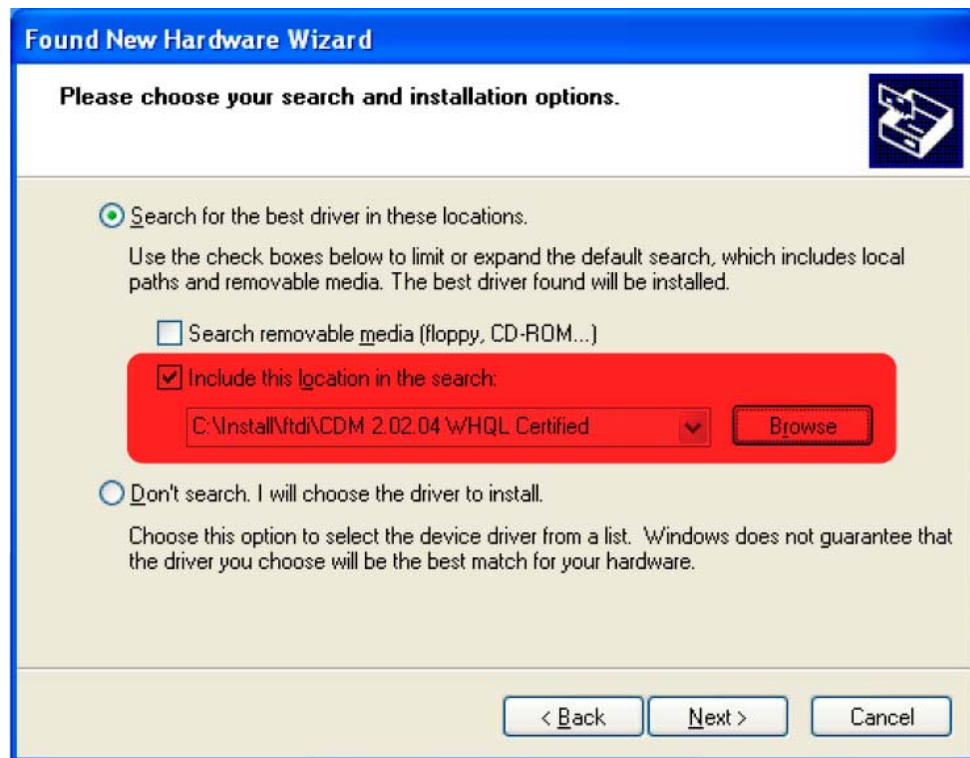 Found New Hardware Wizard
Please choose your search and installation options.
Search for the best driver in these locations.
Use the check boxes below to limit or expand the default search, which includes local
paths and removable media. The best driver found will be installed.
Search removable media (floppy, CD-ROM...)
Include this location in the search:
C:\Install\ftdi\CDM 2.02.04 WHQL Certified
Browse
Don't search. I will choose the driver to install.
Choose this option to select the device driver from a list. Windows does not guarantee that
the driver you choose will be the best match for your hardware.
< Back
Next >
Cancel